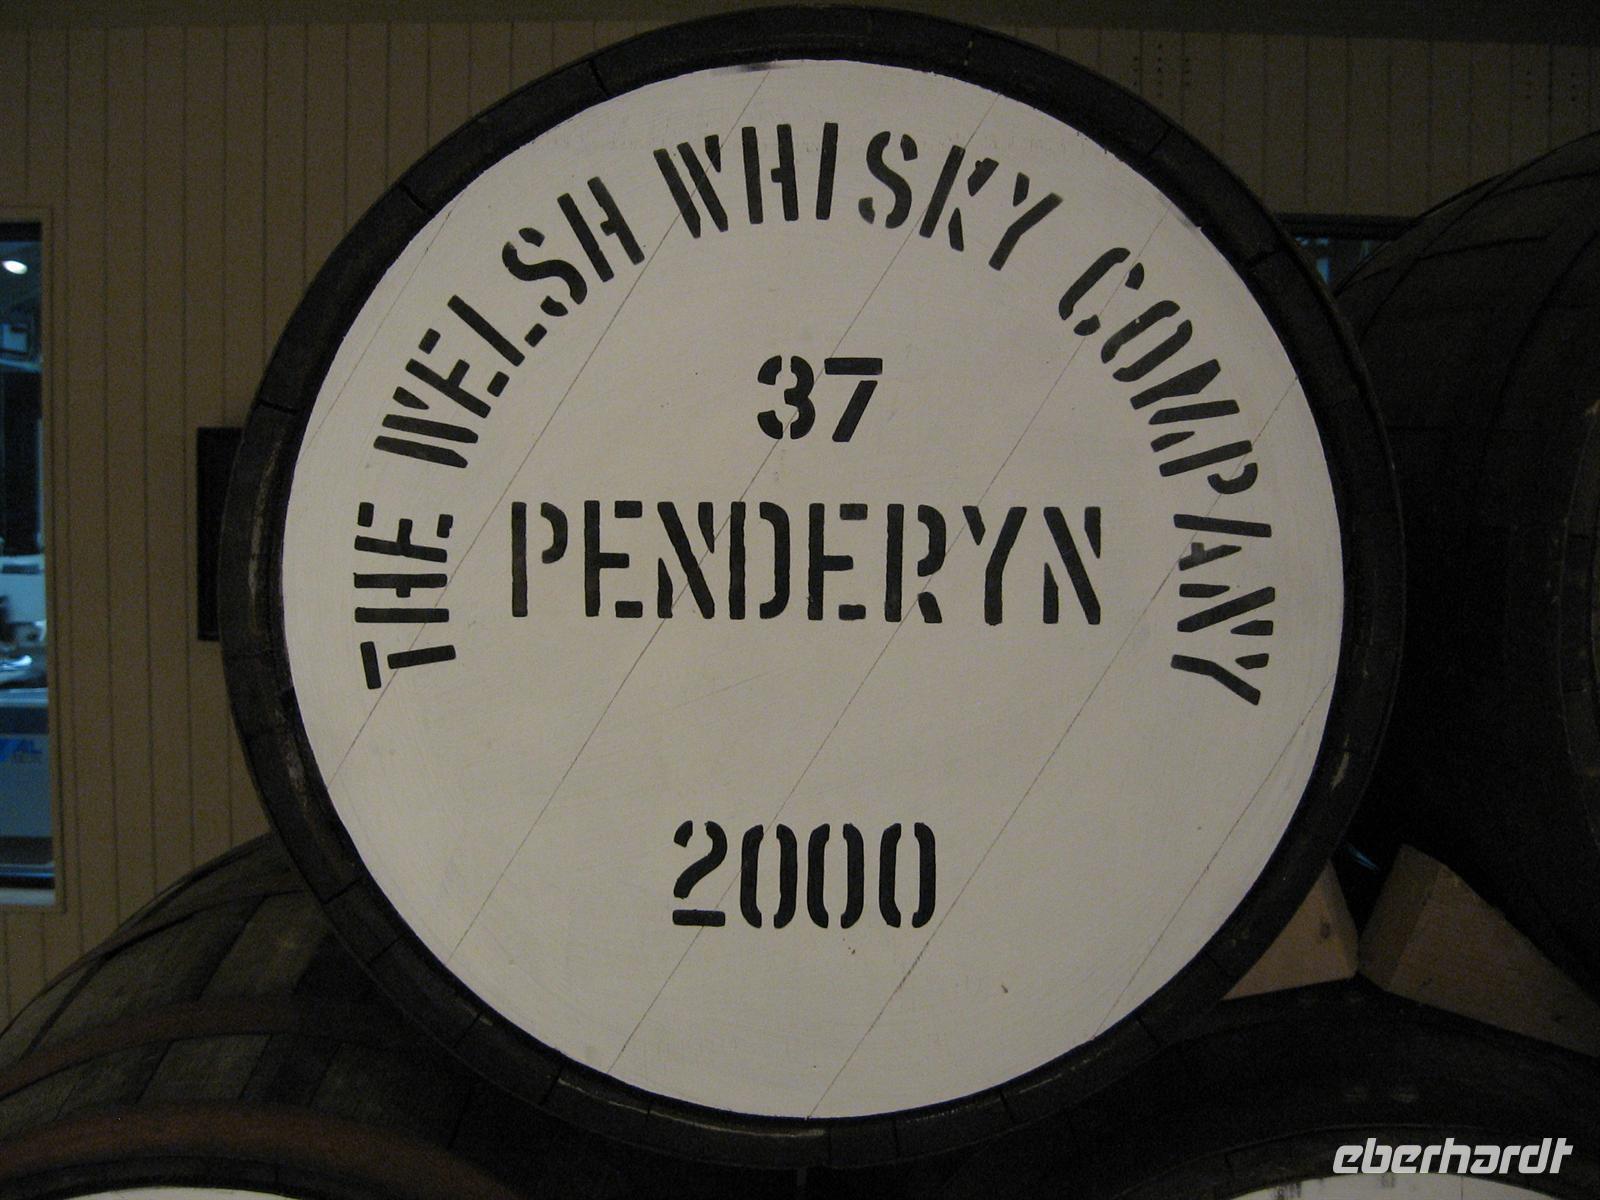 THE WELSH WHISKY COMPANY
37
PENDERYN
2000
eberhardt